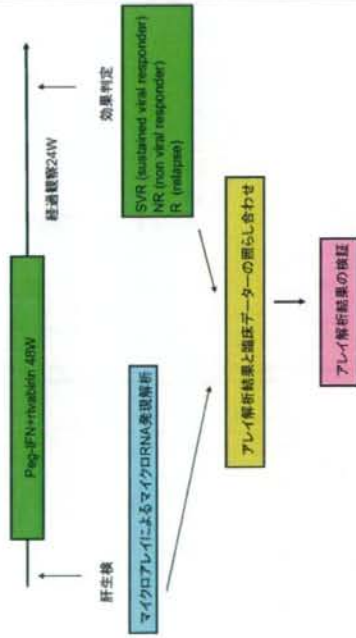 Peg-IFN+rivabirin 48W
経過観察24W
肝生検
効果判定
マイクロアレイによるマイクロRNA発現解析
SVR (sustained viral responder)
NR (non viral responder)
R (relapse)
アレイ解析結果と臨床データーの照らし合わせ
アレイ解析結果の検証